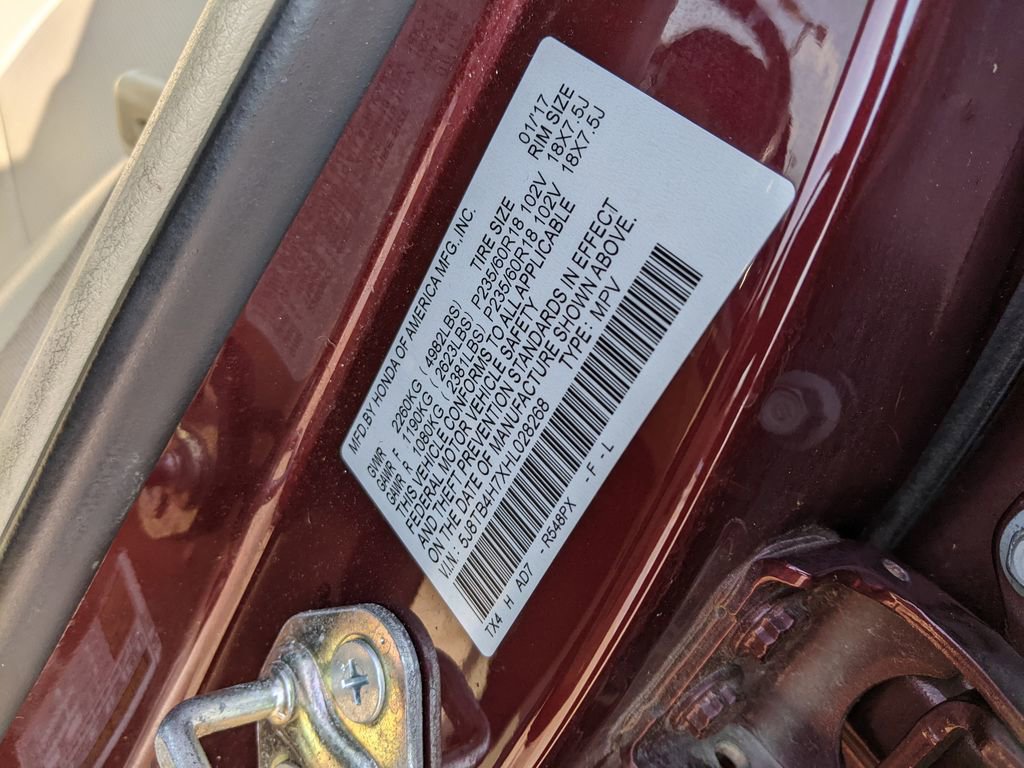 MFD.BY HONDA OF AMERICA MFG., INC. 01/17
TIRE SIZE RIM SIZE
GVWR 2260KG ( 4982LBS)
GAWR F 1190KG ( 2623LBS) P235/60R18 102V 18X7.5J
GAWR R 1080KG ( 2381LBS) P235/60R18 102V 18X7.5J
THIS VEHICLE CONFORMS TO ALL APPLICABLE
FEDERAL MOTOR VEHICLE SAFETY
AND THEFT PREVENTION STANDARDS IN EFFECT
ON THE DATE OF MANUFACTURE SHOWN ABOVE.
V.I.N: 5J8TB4H7XHL028268 TYPE: MPV
TX4 H AD7 - R548PX - F - L